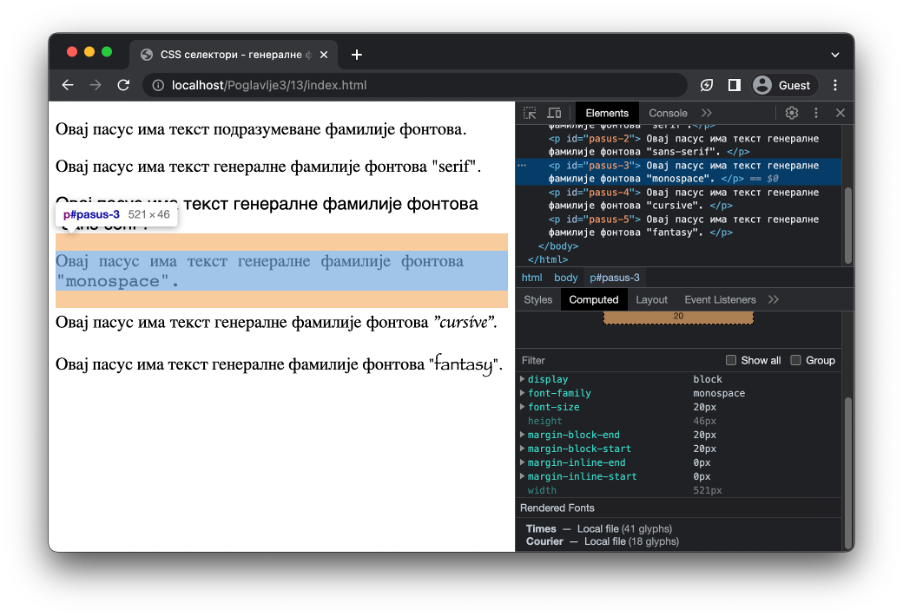 CSS селектори - генералне ф
localhost/Poglavlje3/13/index.html
Guest
Овај пасус има текст подразумеване фамилије фонтова.
Овај пасус има текст генералне фамилије фонтова "serif".
Овај пасус има текст генералне фамилије фонтова
"sans-serif".
p#pasus-3 521 × 46
Овај пасус има текст генералне фамилије фонтова
"monospace".
Овај пасус има текст генералне фамилије фонтова "cursive".
Овај пасус има текст генералне фамилије фонтова "fantasy".
Elements Console
фамилије фонтова "serif".</p>
<p id="pasus-2"> Овај пасус има текст генералне
фамилије фонтова "sans-serif". </p>
<p id="pasus-3"> Овај пасус има текст генералне
фамилије фонтова "monospace". </p> == $0
<p id="pasus-4"> Овај пасус има текст генералне
фамилије фонтова "cursive". </p>
<p id="pasus-5"> Овај пасус има текст генералне
фамилије фонтова "fantasy". </p>
</body>
</html>
html body p#pasus-3
Styles Computed Layout Event Listeners
20
Filter Show all Group
display block
font-family monospace
font-size 20px
height 46px
margin-block-end 20px
margin-block-start 20px
margin-inline-end 0px
margin-inline-start 0px
width 521px
Rendered Fonts
Times — Local file (41 glyphs)
Courier — Local file (18 glyphs)